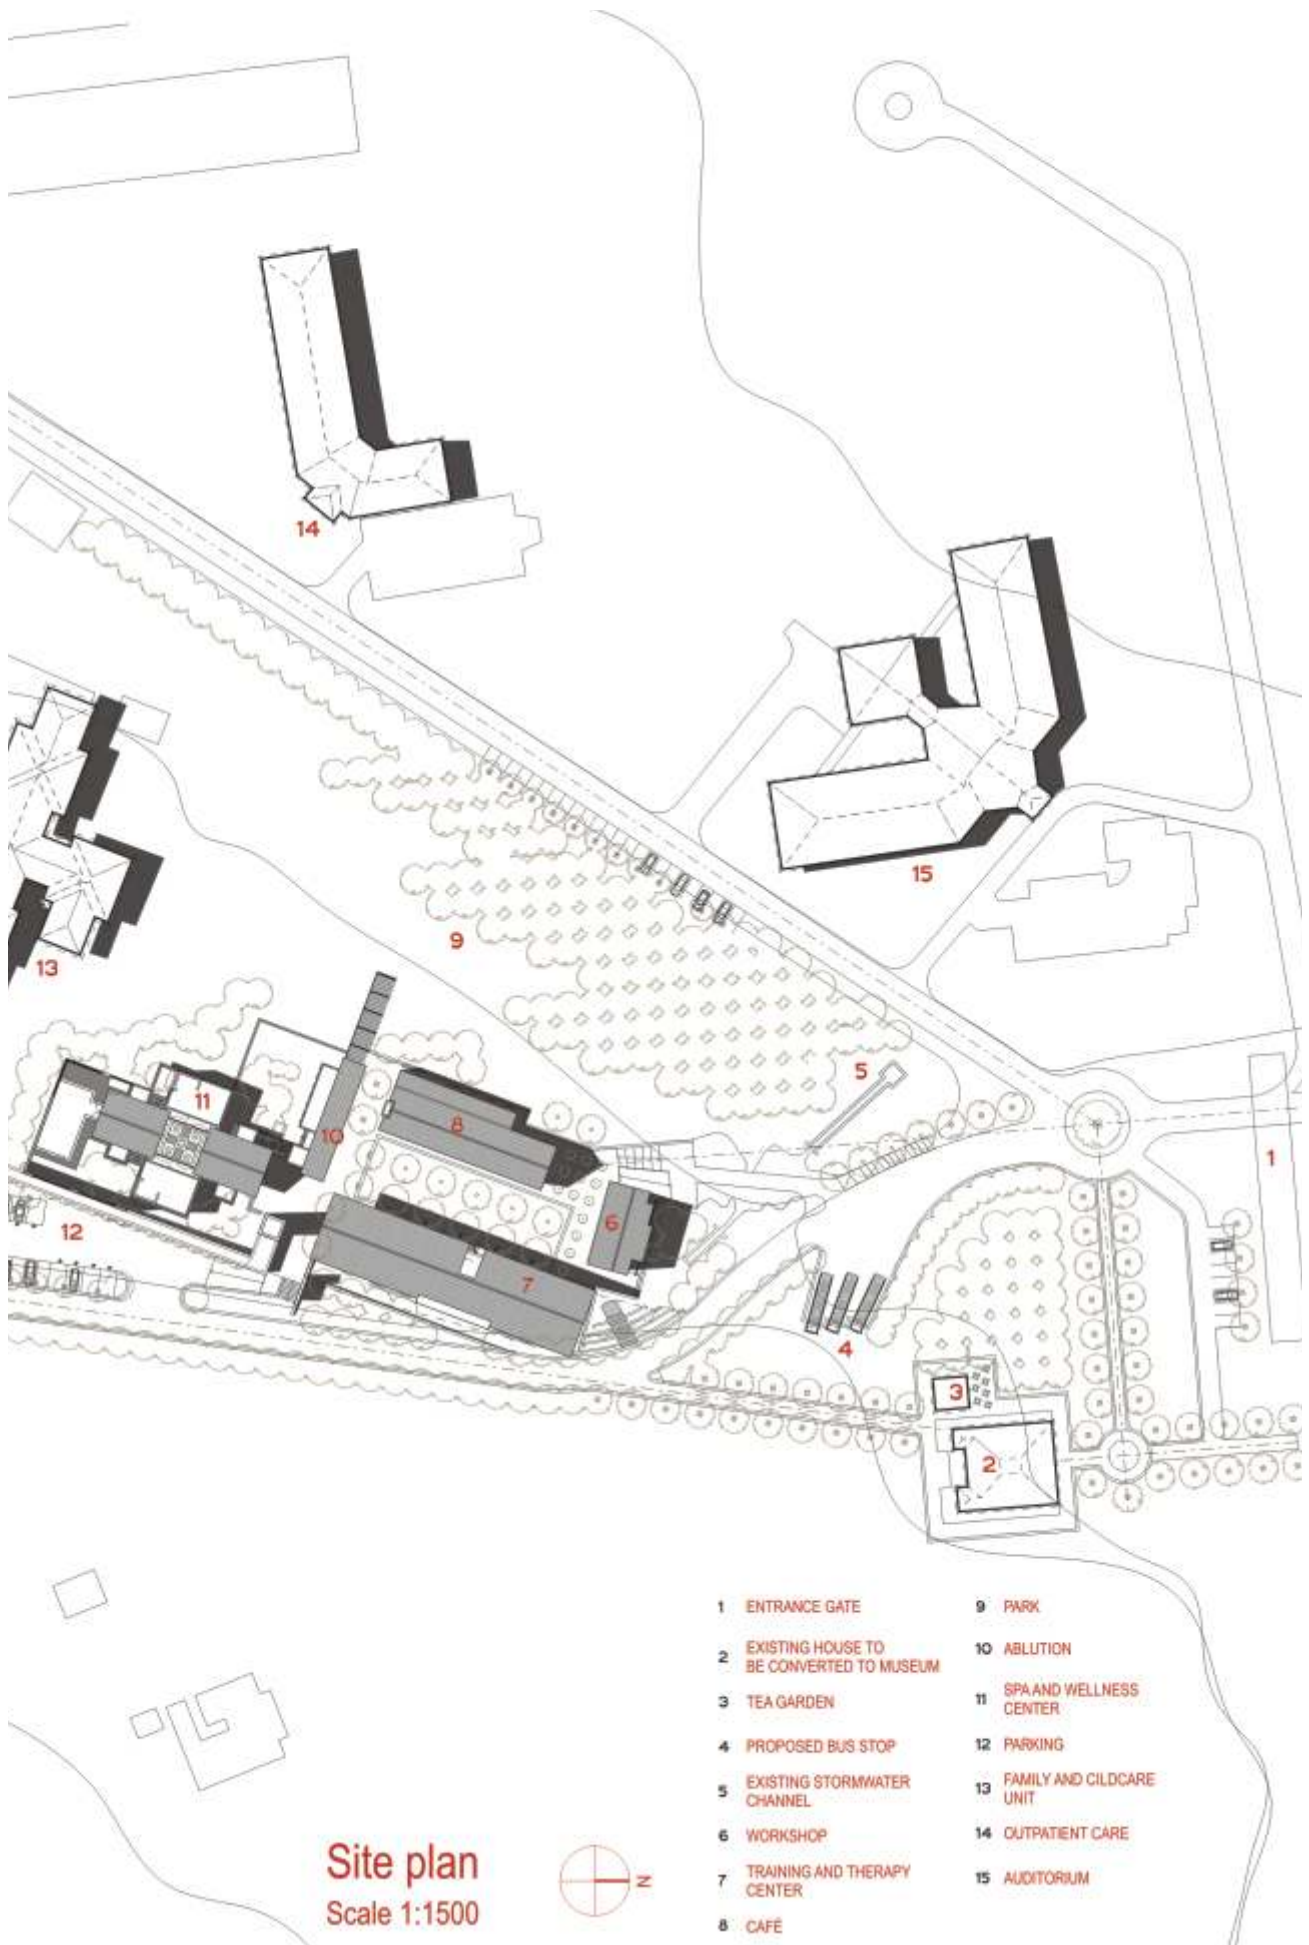 14
15
9
13
5
11
10
8
1
6
12
7
4
3
2
1 ENTRANCE GATE
2 EXISTING HOUSE TO
BE CONVERTED TO MUSEUM
3 TEA GARDEN
4 PROPOSED BUS STOP
5 EXISTING STORMWATER
CHANNEL
6 WORKSHOP
7 TRAINING AND THERAPY
CENTER
8 CAFÉ
9 PARK
10 ABLUTION
11 SPA AND WELLNESS
CENTER
12 PARKING
13 FAMILY AND CILDCARE
UNIT
14 OUTPATIENT CARE
15 AUDITORIUM
Site plan
Scale 1:1500
N